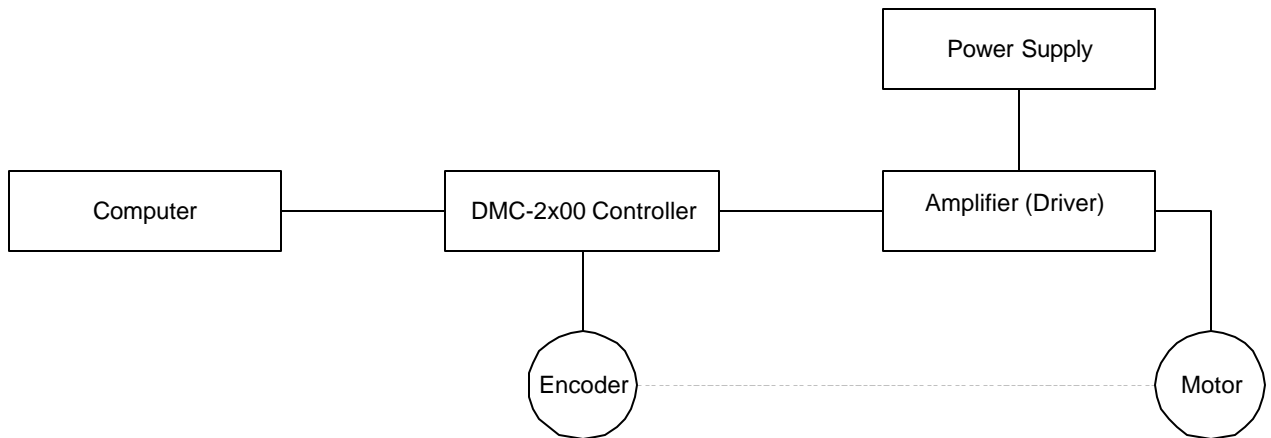 Power Supply
Computer
DMC-2x00 Controller
Amplifier (Driver)
Encoder
Motor